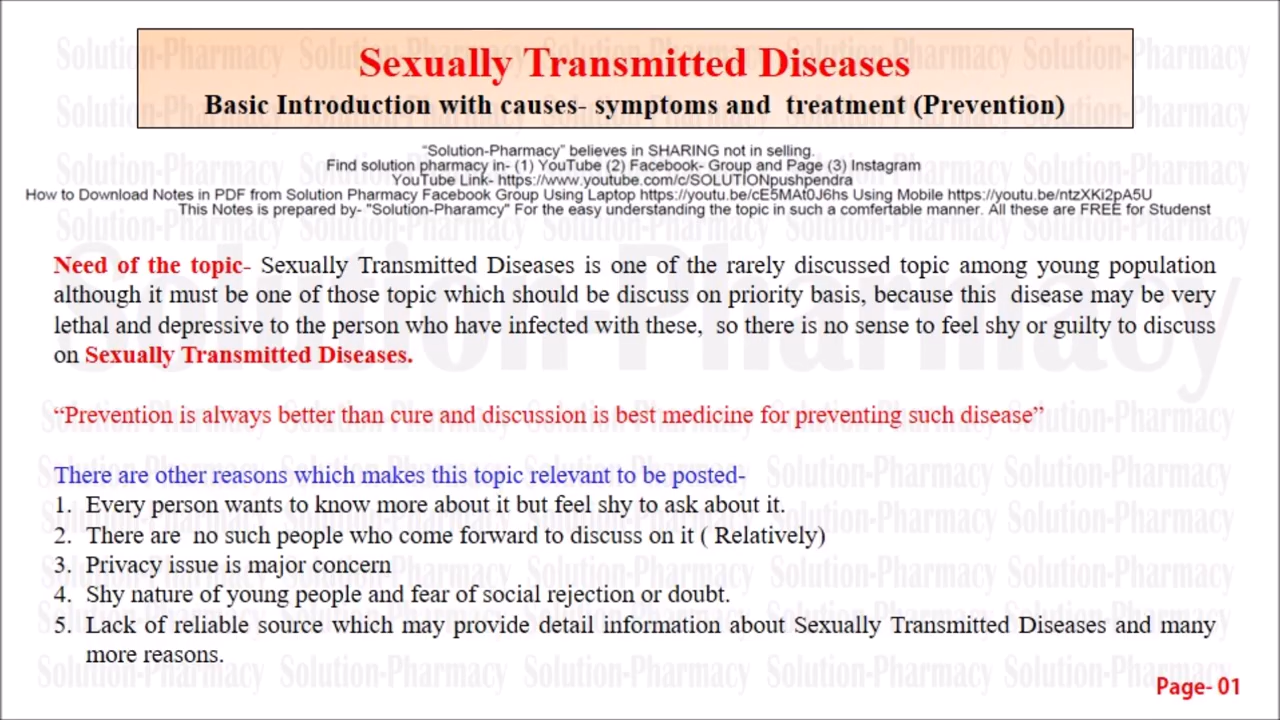 Sexually Transmitted Diseases
Basic Introduction with causes- symptoms and treatment (Prevention)
“Solution-Pharmacy” believes in SHARING not in selling.
Find solution pharmacy in- (1) YouTube (2) Facebook- Group and Page (3) Instagram
YouTube Link- https://www.youtube.com/c/SOLUTIONpushpendra
How to Download Notes in PDF from Solution Pharmacy Facebook Group Using Laptop https://youtu.be/cE5MAt0J6hs Using Mobile https://youtu.be/ntzXKi2pA5U
This Notes is prepared by- "Solution-Pharamcy" For the easy understanding the topic in such a comfertable manner. All these are FREE for Studenst
Need of the topic- Sexually Transmitted Diseases is one of the rarely discussed topic among young population
although it must be one of those topic which should be discuss on priority basis, because this disease may be very
lethal and depressive to the person who have infected with these, so there is no sense to feel shy or guilty to discuss
on Sexually Transmitted Diseases.
“Prevention is always better than cure and discussion is best medicine for preventing such disease”
There are other reasons which makes this topic relevant to be posted-
1. Every person wants to know more about it but feel shy to ask about it.
2. There are no such people who come forward to discuss on it ( Relatively)
3. Privacy issue is major concern
4. Shy nature of young people and fear of social rejection or doubt.
5. Lack of reliable source which may provide detail information about Sexually Transmitted Diseases and many
more reasons.
Page- 01
Solution-Pharmacy